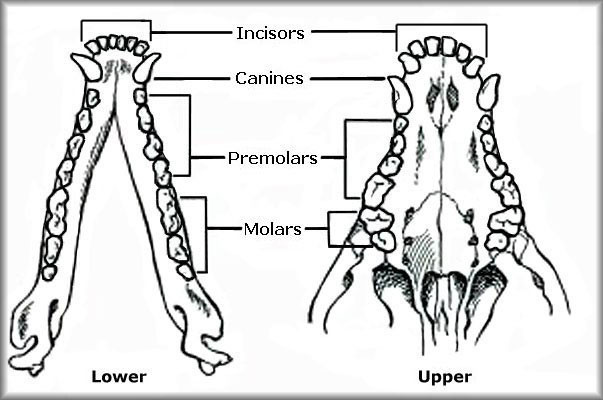 Incisors
Canines
Premolars
Molars
Lower
Upper